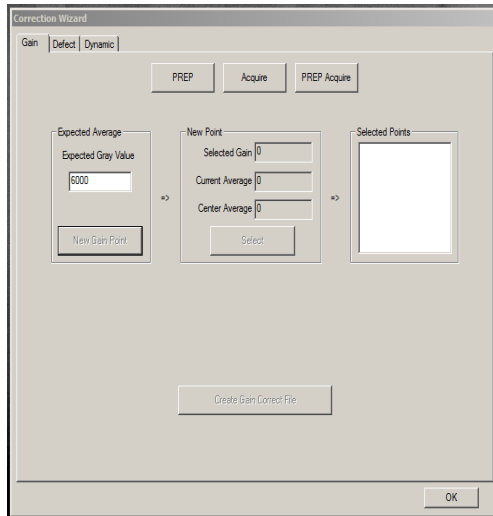 Correction Wizard
Gain Defect Dynamic
PREP Acquire PREP Acquire
Expected Average
Expected Gray Value
6000
New Gain Point
=>
New Point
Selected Gain 0
Current Average 0
Center Average 0
Select
=>
Selected Points
Create Gain Correct File
OK